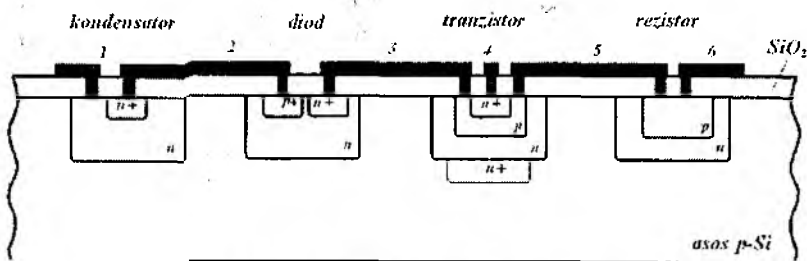 kondensator diod tranzistor rezistor
1 2 3 4 5 6 SiO₂
n+ p+ n+ n+
n n p n p n
n+
asos p-Si